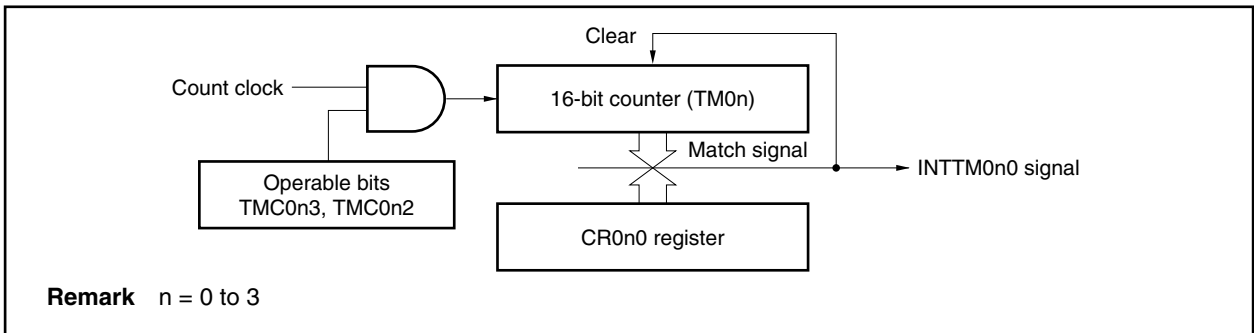 Clear
Count clock
16-bit counter (TM0n)
Match signal
INTTM0n0 signal
Operable bits
TMC0n3, TMC0n2
CR0n0 register
Remark n = 0 to 3